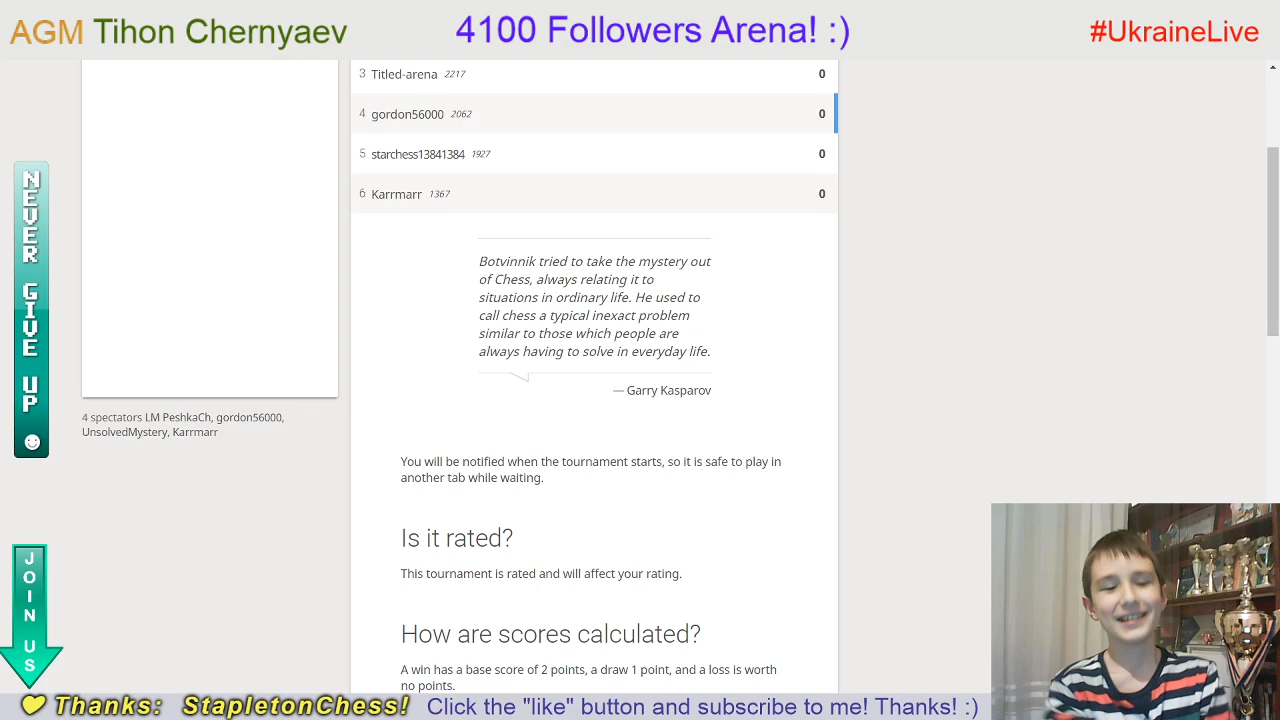 AGM Tihon Chernyaev
4100 Followers Arena! :)
#UkraineLive
3 Titled-arena 2217 0
4 gordon56000 2062 0
5 starchess13841384 1927 0
6 Karrmarr 1367 0
NEVER GIVE UP
Botvinnik tried to take the mystery out
of Chess, always relating it to
situations in ordinary life. He used to
call chess a typical inexact problem
similar to those which people are
always having to solve in everyday life.
— Garry Kasparov
4 spectators LM PeshkaCh, gordon56000,
UnsolvedMystery, Karrmarr
You will be notified when the tournament starts, so it is safe to play in
another tab while waiting.
Is it rated?
This tournament is rated and will affect your rating.
JOIN US
How are scores calculated?
A win has a base score of 2 points, a draw 1 point, and a loss is worth
no points.
Thanks: StapletonChess!
Click the "like" button and subscribe to me! Thanks! :)